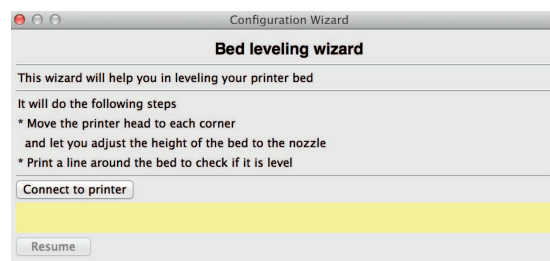 Configuration Wizard
Bed leveling wizard
This wizard will help you in leveling your printer bed
It will do the following steps
* Move the printer head to each corner
and let you adjust the height of the bed to the nozzle
* Print a line around the bed to check if it is level
Connect to printer
Resume